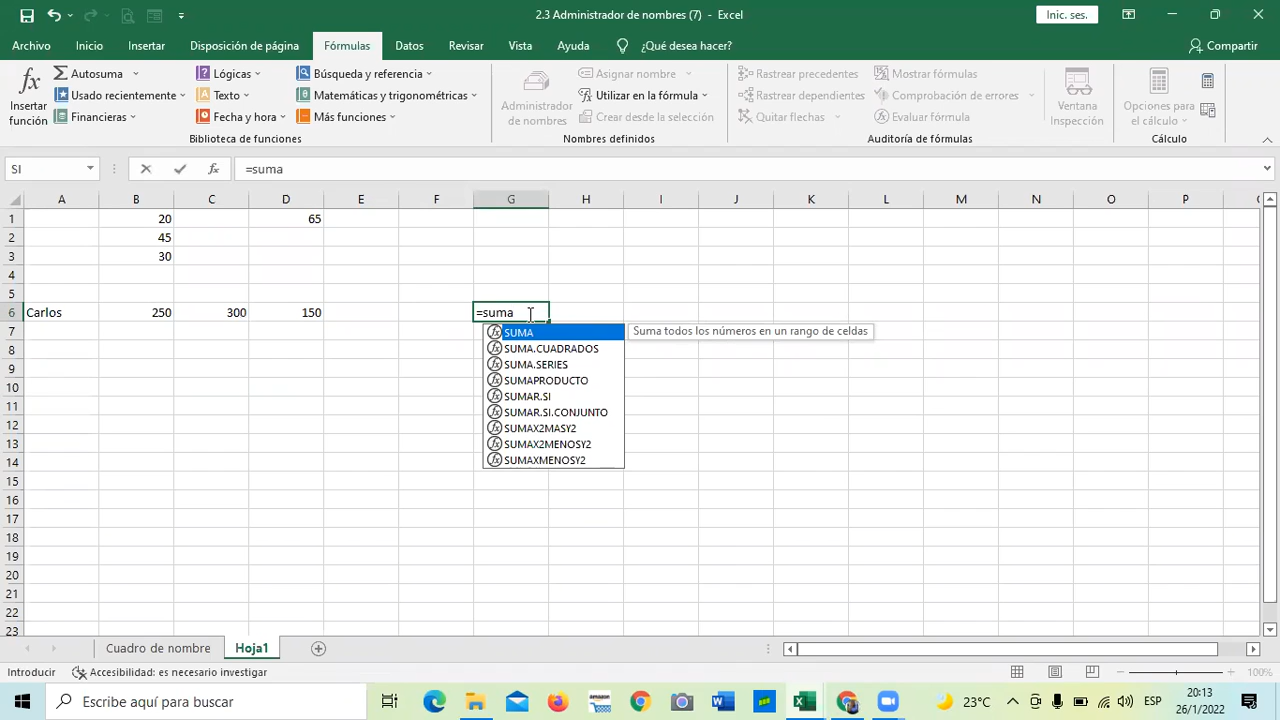 2.3 Administrador de nombres (7) - Excel
Inic. ses.
Archivo Inicio Insertar Disposición de página Fórmulas Datos Revisar Vista Ayuda ¿Qué desea hacer? Compartir
Insertar función
Autosuma
Usado recientemente
Financieras
Lógicas
Texto
Fecha y hora
Búsqueda y referencia
Matemáticas y trigonométricas
Más funciones
Biblioteca de funciones
Administrador de nombres
Asignar nombre
Utilizar en la fórmula
Crear desde la selección
Nombres definidos
Rastrear precedentes
Rastrear dependientes
Quitar flechas
Mostrar fórmulas
Comprobación de errores
Evaluar fórmula
Auditoría de fórmulas
Ventana Inspección
Opciones para el cálculo
Cálculo
SI fx =suma
A B C D E F G H I J K L M N O P
1 20 65
2 45
3 30
4
5
6 Carlos 250 300 150 =suma
7
8
9
10
11
12
13
14
15
16
17
18
19
20
21
22
23
SUMA Suma todos los números en un rango de celdas
SUMA.CUADRADOS
SUMA.SERIES
SUMAPRODUCTO
SUMAR.SI
SUMAR.SI.CONJUNTO
SUMAX2MASY2
SUMAX2MENOSY2
SUMAXMENOSY2
Cuadro de nombre Hoja1
Introducir Accesibilidad: es necesario investigar 100%
Escribe aquí para buscar 23°C ESP 20:13
26/1/2022